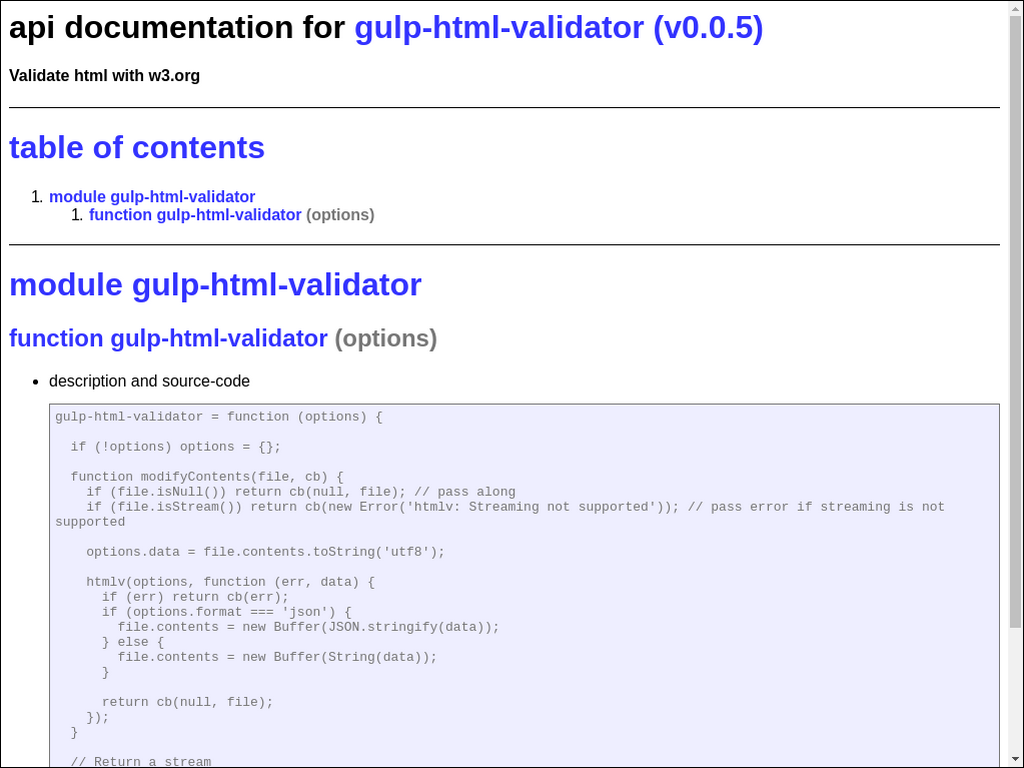 api documentation for gulp-html-validator (v0.0.5)
Validate html with w3.org
table of contents
1. module gulp-html-validator
1. function gulp-html-validator (options)
module gulp-html-validator
function gulp-html-validator (options)
• description and source-code
gulp-html-validator = function (options) {
  if (!options) options = {};
  function modifyContents(file, cb) {
    if (file.isNull()) return cb(null, file); // pass along
    if (file.isStream()) return cb(new Error('htmlv: Streaming not supported')); // pass error if streaming is not
supported
    options.data = file.contents.toString('utf8');
    htmlv(options, function (err, data) {
      if (err) return cb(err);
      if (options.format === 'json') {
        file.contents = new Buffer(JSON.stringify(data));
      } else {
        file.contents = new Buffer(String(data));
      }
      return cb(null, file);
    });
  }
  // Return a stream